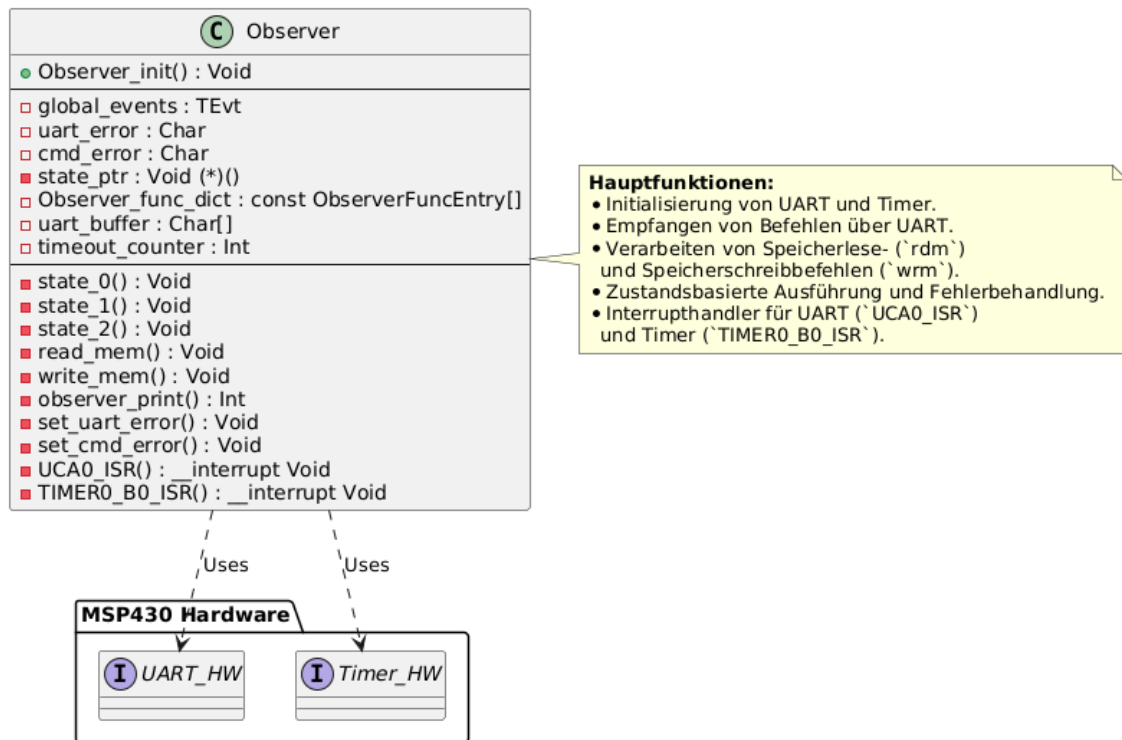 C Observer
Observer_init() : Void
global_events : TEvt
uart_error : Char
cmd_error : Char
state_ptr : Void (*)()
Observer_func_dict : const ObserverFuncEntry[]
uart_buffer : Char[]
timeout_counter : Int
state_0() : Void
state_1() : Void
state_2() : Void
read_mem() : Void
write_mem() : Void
observer_print() : Int
set_uart_error() : Void
set_cmd_error() : Void
UCA0_ISR() : __interrupt Void
TIMER0_B0_ISR() : __interrupt Void
Hauptfunktionen:
• Initialisierung von UART und Timer.
• Empfangen von Befehlen über UART.
• Verarbeiten von Speicherlese- (`rdm`)
und Speicherschreibbefehlen (`wrm`).
• Zustandsbasierte Ausführung und Fehlerbehandlung.
• Interrupthandler für UART (`UCA0_ISR`)
und Timer (`TIMER0_B0_ISR`).
Uses
Uses
MSP430 Hardware
I UART_HW
I Timer_HW